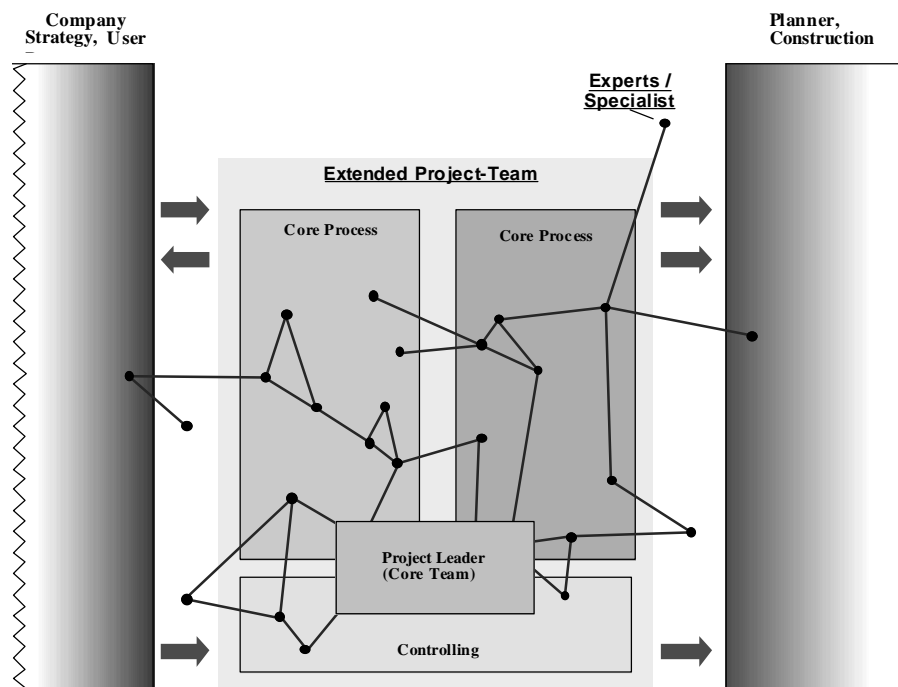 Company
Strategy, User
Planner,
Construction
Experts /
Specialist
Extended Project-Team
Core Process
Core Process
Project Leader
(Core Team)
Controlling